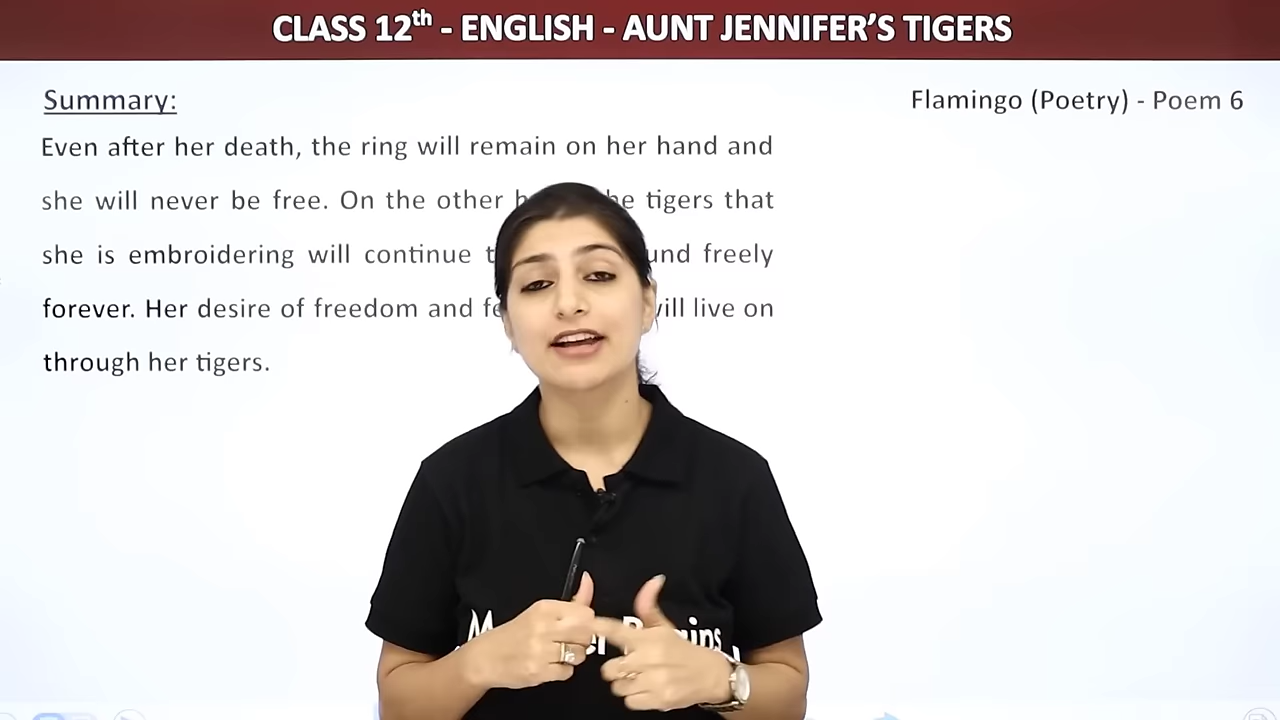 CLASS 12th - ENGLISH - AUNT JENNIFER'S TIGERS
Summary:
Flamingo (Poetry) - Poem 6
Even after her death, the ring will remain on her hand and
she will never be free. On the other tigers that
she is embroidering will continue freely
forever. Her desire of freedom and will live on
through her tigers.